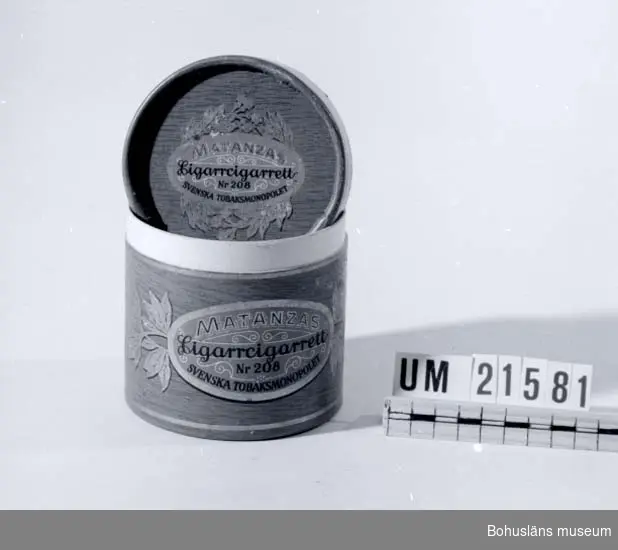 MATANZAS
Cigarrcigarrett
Nr 208
SVENSKA TOBAKSMONOPOLET
MATANZAS
Cigarrcigarrett
Nr 208
SVENSKA TOBAKSMONOPOLET
UM 21581
Bohusläns museum